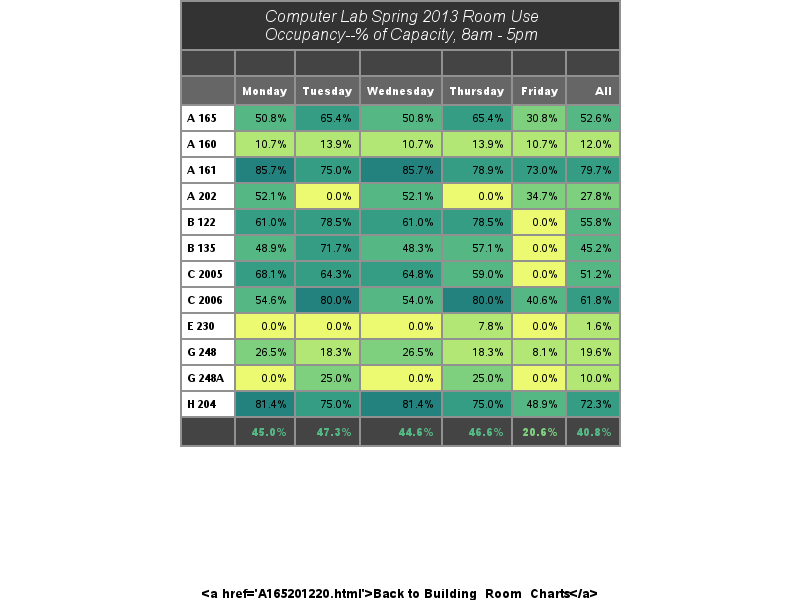 Computer Lab Spring 2013 Room Use
Occupancy--% of Capacity, 8am - 5pm
Monday Tuesday Wednesday Thursday Friday All
A 165 50.8% 65.4% 50.8% 65.4% 30.8% 52.6%
A 160 10.7% 13.9% 10.7% 13.9% 10.7% 12.0%
A 161 85.7% 75.0% 85.7% 78.9% 73.0% 79.7%
A 202 52.1% 0.0% 52.1% 0.0% 34.7% 27.8%
B 122 61.0% 78.5% 61.0% 78.5% 0.0% 55.8%
B 135 48.9% 71.7% 48.3% 57.1% 0.0% 45.2%
C 2005 68.1% 64.3% 64.8% 59.0% 0.0% 51.2%
C 2006 54.6% 80.0% 54.0% 80.0% 40.6% 61.8%
E 230 0.0% 0.0% 0.0% 7.8% 0.0% 1.6%
G 248 26.5% 18.3% 26.5% 18.3% 8.1% 19.6%
G 248A 0.0% 25.0% 0.0% 25.0% 0.0% 10.0%
H 204 81.4% 75.0% 81.4% 75.0% 48.9% 72.3%
45.0% 47.3% 44.6% 46.6% 20.6% 40.8%
<a href='A165201220.html'>Back to Building_Room_Charts</a>